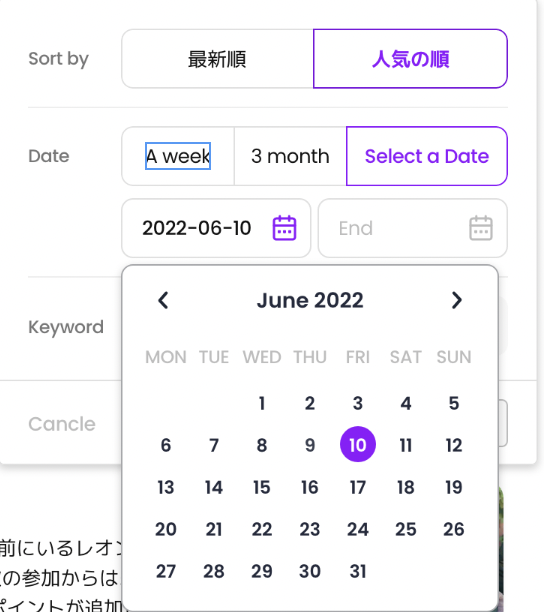 Sort by 最新順 人気の順
Date A week 3 month Select a Date
2022-06-10 End
June 2022
Keyword
MON TUE WED THU FRI SAT SUN
1 2 3 4 5
Cancle
6 7 8 9 10 11 12
13 14 15 16 17 18 19
20 21 22 23 24 25 26
前にいるレオン
の参加からは
27 28 29 30 31
ポイントが追加